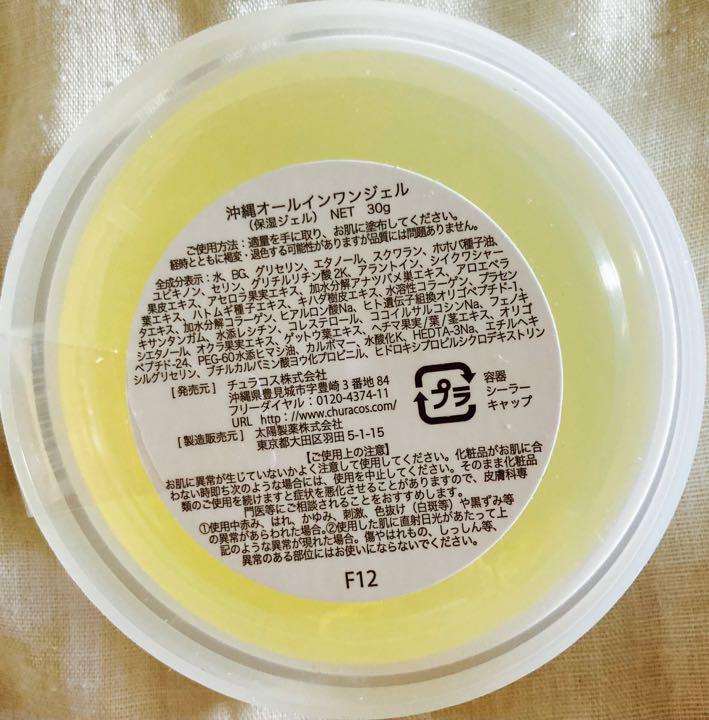 沖縄オールインワンジェル
（保湿ジェル） NET 30g
ご使用方法：適量を手に取り、お肌に塗布してください。
経時とともに褐変・退色する可能性がありますが品質には問題ありません。
全成分表示：水、BG、グリセリン、エタノール、スクワラン、ホホバ種子油、
ユビキノン、セリン、グリチルリチン酸2K、アラントイン、シイクワシャー
果皮エキス、アセロラ果実エキス、加水分解アナツバメ巣エキス、アロエベラ
葉エキス、ハトムギ種子エキス、キハダ樹皮エキス、水溶性コラーゲン、プラセン
タエキス、加水分解コラーゲン、ヒアルロン酸Na、ヒト遺伝子組換オリゴペプチド-1、
キサンタンガム、水添レシチン、コレステロール、ココイルサルコシンNa、フェノキ
シエタノール、オクラ果実エキス、ゲットウ葉エキス、ヘチマ果実/葉/茎エキス、オリゴ
ペプチド-24、PEG-60水添ヒマシ油、カルボマー、水酸化K、HEDTA-3Na、エチルヘキ
シルグリセリン、ブチルカルバミン酸ヨウ化プロピニル、ヒドロキシプロピルシクロデキストリン
［発売元］ チュラコス株式会社
沖縄県豊見城市字豊崎3番地84
フリーダイヤル：0120-4374-11
URL http://www.churacos.com/
［製造販売元］ 太陽製薬株式会社
東京都大田区羽田5-1-15
プラ
容器
シーラー
キャップ
【ご使用上の注意】
お肌に異常が生じていないかよく注意して使用してください。化粧品がお肌に合
わない時即ち次のような場合には、使用を中止してください。そのまま化粧品
類のご使用を続けますと症状を悪化させることがありますので、皮膚科専
門医等にご相談されることをおすすめします。
①使用中赤み、はれ、かゆみ、刺激、色抜け（白斑等）や黒ずみ等
の異常があらわれた場合。②使用した肌に直射日光があたって上
記のような異常が現れた場合。傷やはれもの、しっしん等、
異常のある部位にはお使いにならないでください。
F12